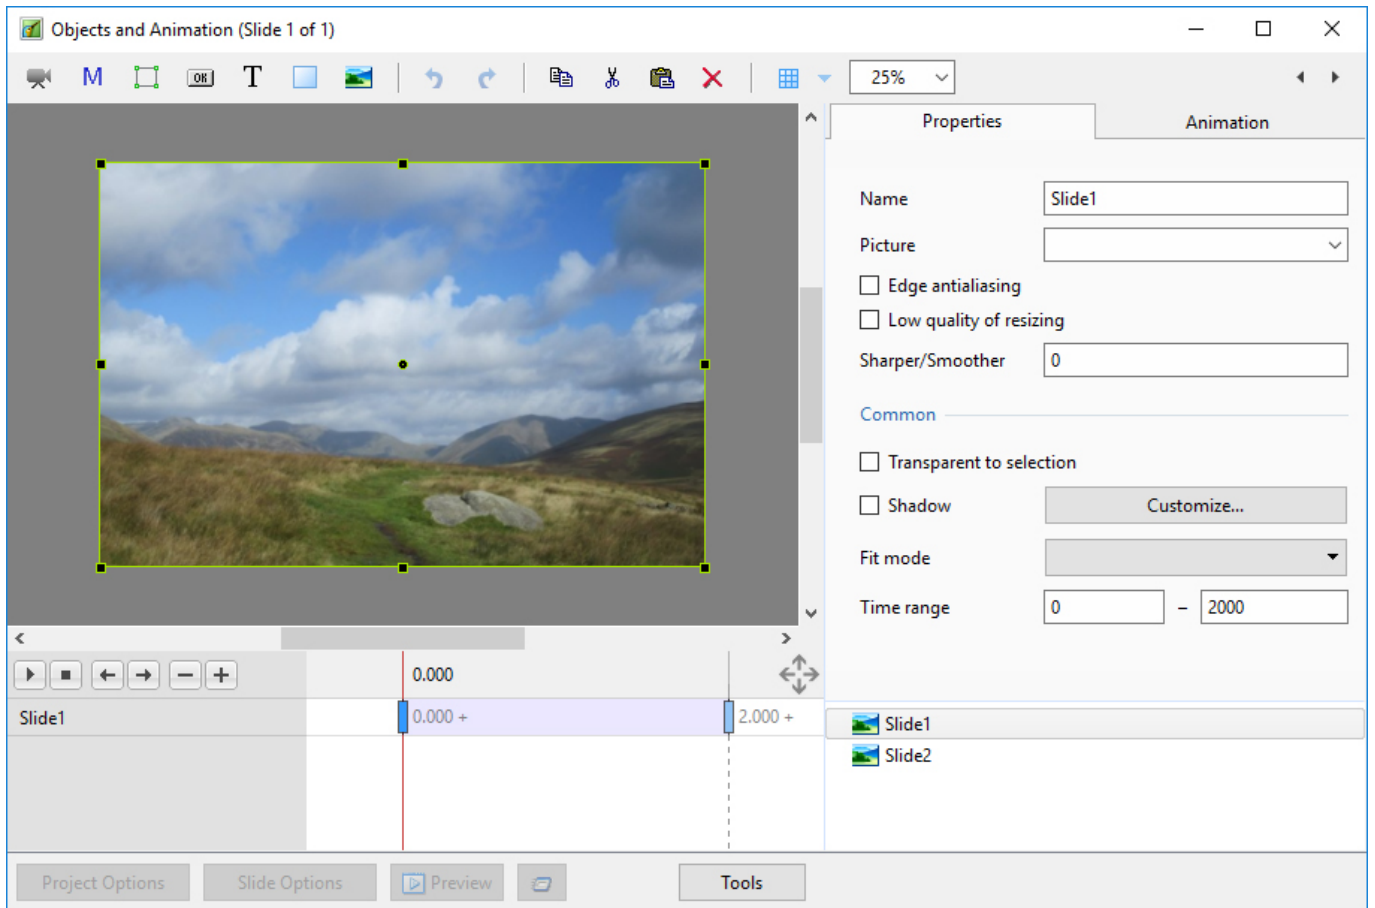 Objects and Animation (Slide 1 of 1)
M OK T 25%
Properties Animation
Name Slide1
Picture
Edge antialiasing
Low quality of resizing
Sharper/Smoother 0
Common
Transparent to selection
Shadow Customize...
Fit mode
Time range 0 – 2000
0.000
Slide1 0.000 + 2.000 +
Slide1
Slide2
Project Options Slide Options Preview Tools